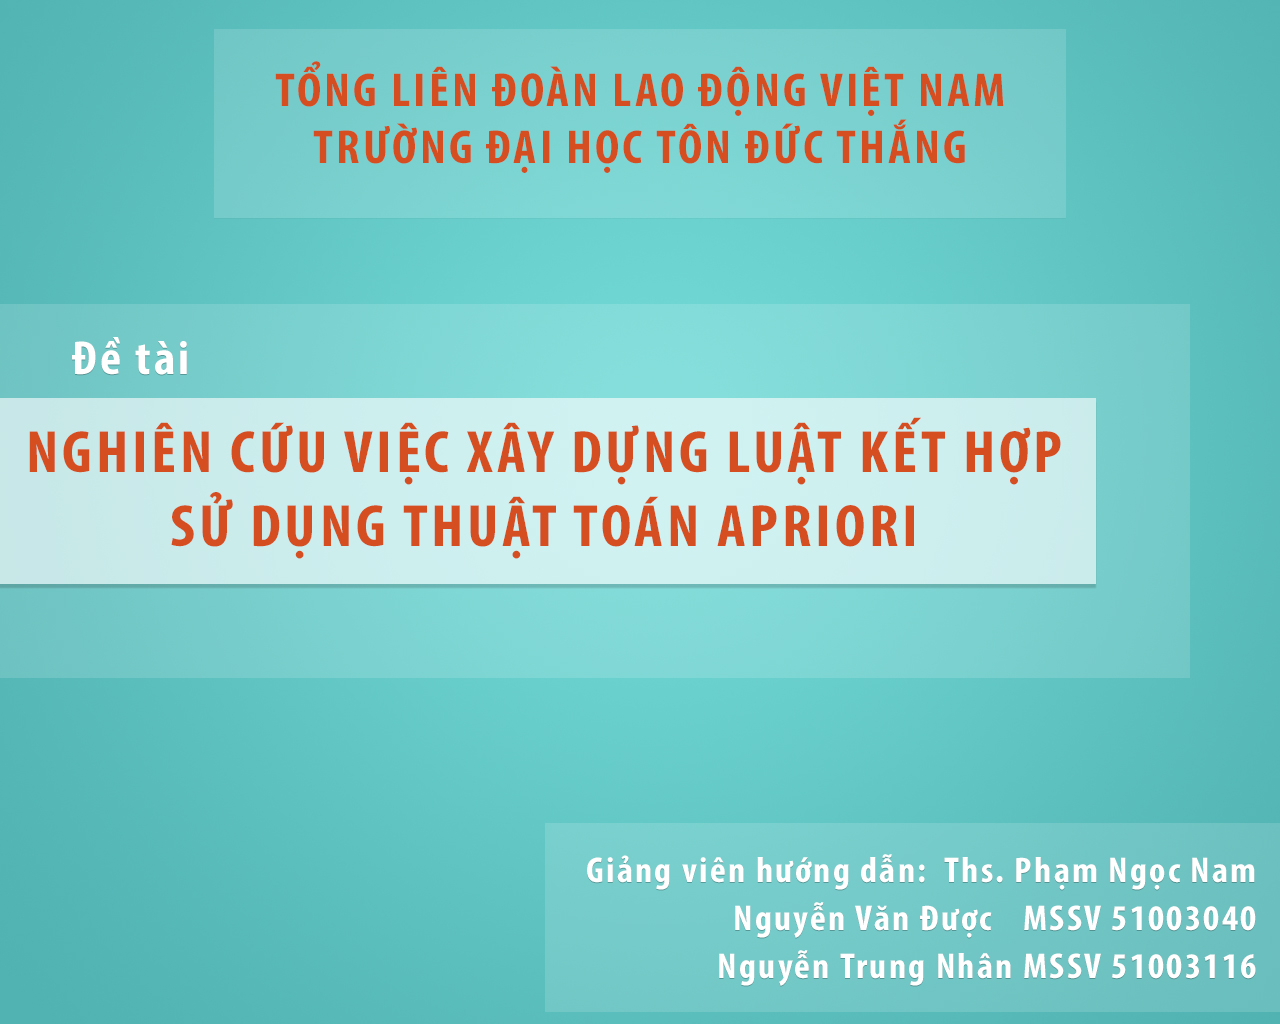 TỔNG LIÊN ĐOÀN LAO ĐỘNG VIỆT NAM
TRƯỜNG ĐẠI HỌC TÔN ĐỨC THẮNG
Đề tài
NGHIÊN CỨU VIỆC XÂY DỰNG LUẬT KẾT HỢP
SỬ DỤNG THUẬT TOÁN APRIORI
Giảng viên hướng dẫn: Ths. Phạm Ngọc Nam
Nguyễn Văn Được MSSV 51003040
Nguyễn Trung Nhân MSSV 51003116